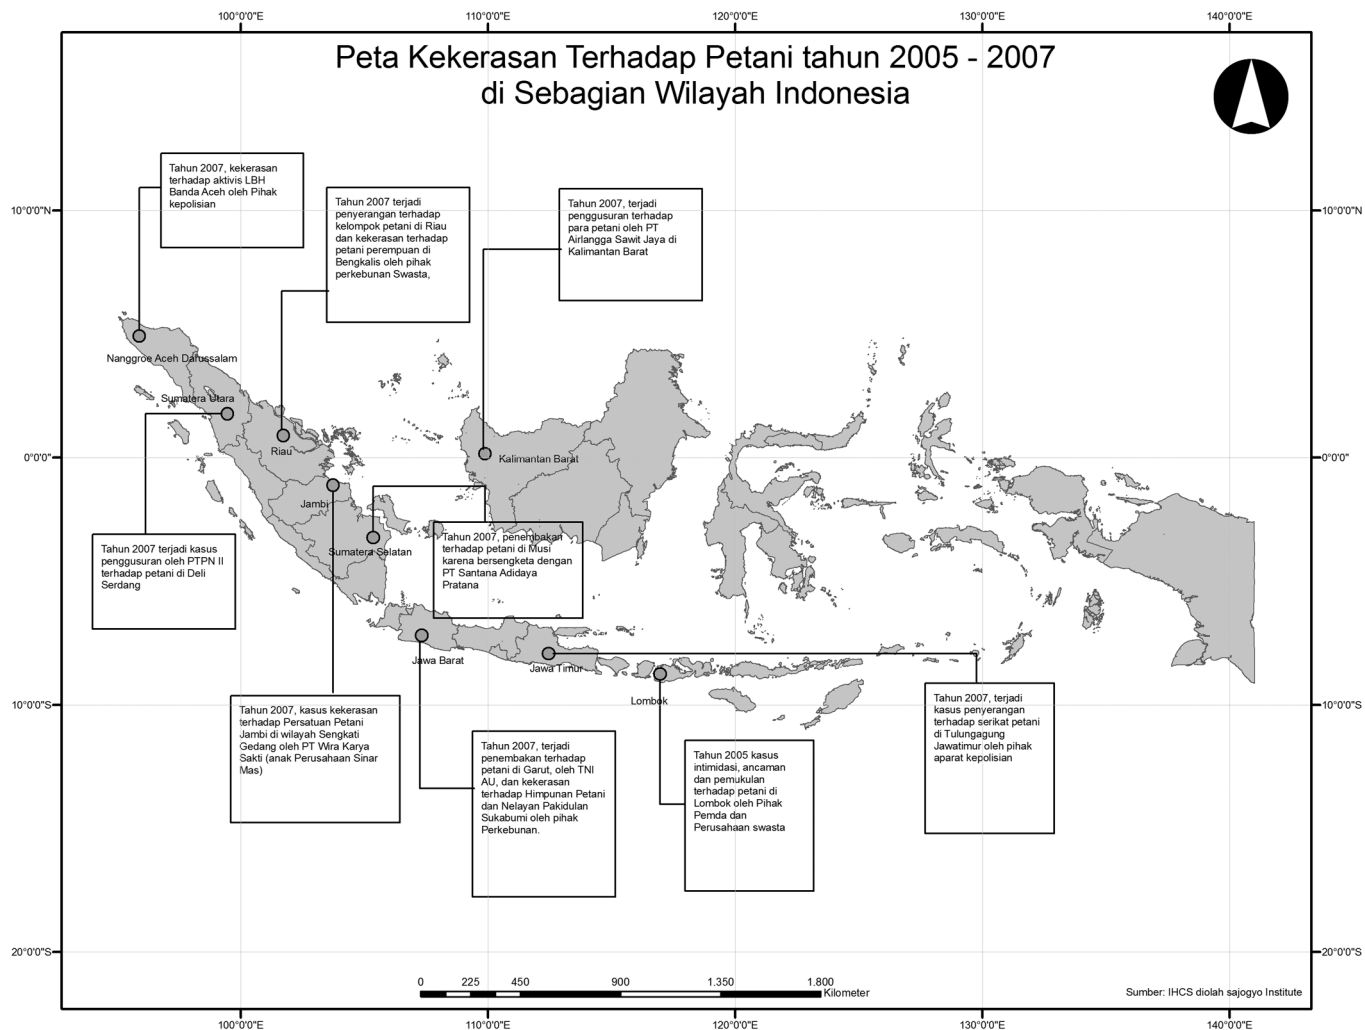 100°0'0"E 110°0'0"E 120°0'0"E 130°0'0"E 140°0'0"E
Peta Kekerasan Terhadap Petani tahun 2005 - 2007
di Sebagian Wilayah Indonesia
Tahun 2007, kekerasan
terhadap aktivis LBH
Banda Aceh oleh Pihak
kepolisian
Tahun 2007 terjadi
penyerangan terhadap
kelompok petani di Riau
dan kekerasan terhadap
petani perempuan di
Bengkalis oleh pihak
perkebunan Swasta,
Tahun 2007, terjadi
penggusuran terhadap
para petani oleh PT
Airlangga Sawit Jaya di
Kalimantan Barat
10°0'0"N 10°0'0"N
Nanggroe Aceh Darussalam
Sumatera Utara
Riau
Kalimantan Barat
0°0'0" 0°0'0"
Jambi
Sumatera Selatan
Tahun 2007 terjadi kasus
penggusuran oleh PTPN II
terhadap petani di Deli
Serdang
Tahun 2007, penembakan
terhadap petani di Musi
karena bersengketa dengan
PT Santana Adidaya
Pratana
Jawa Barat
Jawa Timur
Lombok
10°0'0"S 10°0'0"S
Tahun 2007, kasus kekerasan
terhadap Persatuan Petani
Jambi di wilayah Sengkati
Gedang oleh PT Wira Karya
Sakti (anak Perusahaan Sinar
Mas)
Tahun 2007, terjadi
penembakan terhadap
petani di Garut, oleh TNI
AU, dan kekerasan
terhadap Himpunan Petani
dan Nelayan Pakidulan
Sukabumi oleh pihak
Perkebunan.
Tahun 2005 kasus
intimidasi, ancaman
dan pemukulan
terhadap petani di
Lombok oleh Pihak
Pemda dan
Perusahaan swasta
Tahun 2007, terjadi
kasus penyerangan
terhadap serikat petani
di Tulungagung
Jawatimur oleh pihak
aparat kepolisian
20°0'0"S 20°0'0"S
0 225 450 900 1.350 1.800
Kilometer
Sumber: IHCS diolah sajogyo Institute
100°0'0"E 110°0'0"E 120°0'0"E 130°0'0"E 140°0'0"E